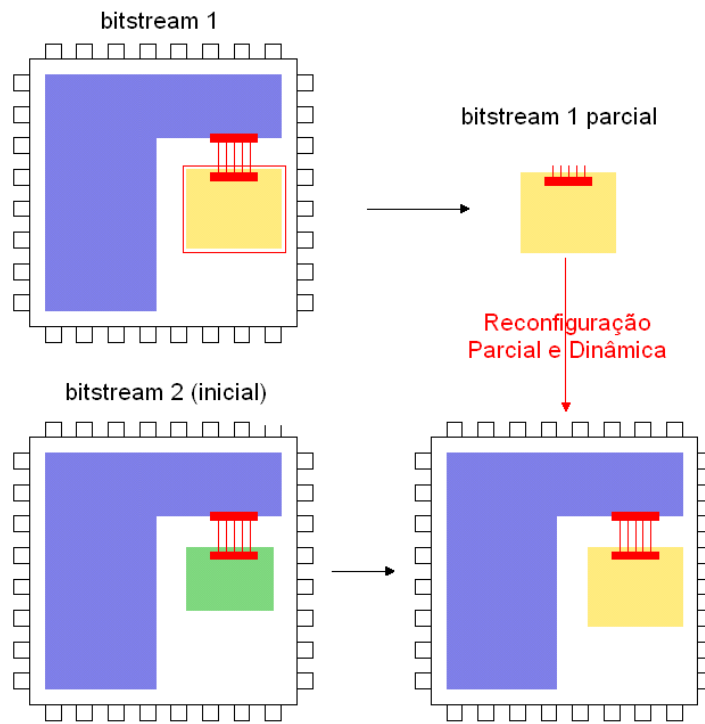 bitstream 1
bitstream 1 parcial
Reconfiguração
Parcial e Dinâmica
bitstream 2 (inicial)